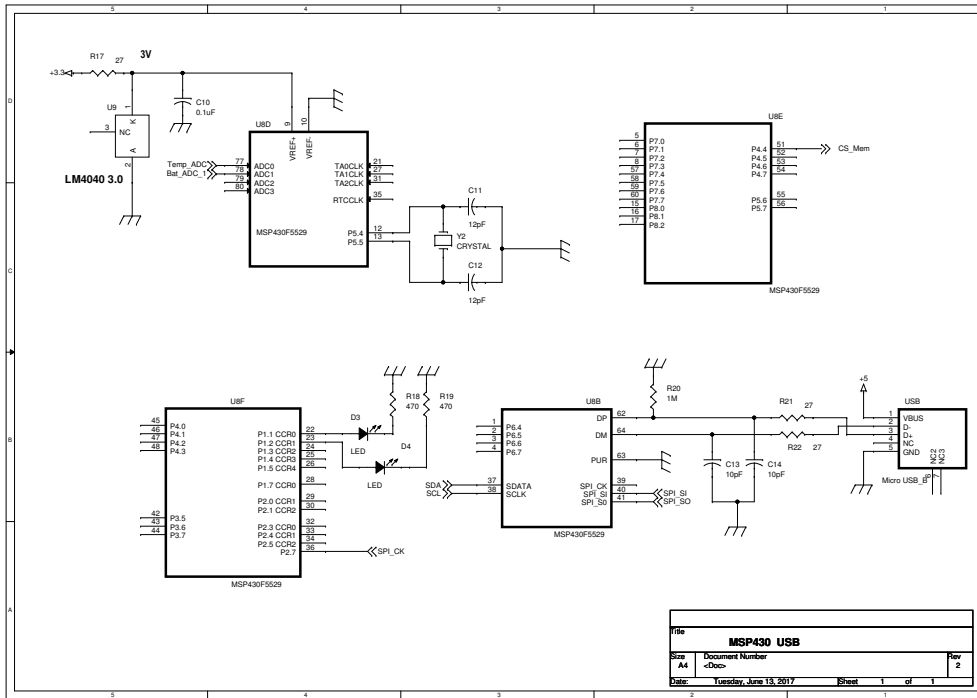 5 4 3 2 1
D
C
B
A
R17 27
3V
+3.3
U9
1
K
3 NC
A
2
LM4040 3.0
C10
0.1uF
U8D
9 10
VREF+ VREF-
Temp_ADC 77 ADC0
Bat_ADC_1 78 ADC1
79 ADC2
80 ADC3
TA0CLK 21
TA1CLK 27
TA2CLK 31
RTCCLK 35
P5.4 12
P5.5 13
MSP430F5529
C11
12pF
Y2
CRYSTAL
C12
12pF
U8E
5 P7.0
6 P7.1
7 P7.2
8 P7.3
57 P7.4
58 P7.5
59 P7.6
60 P7.7
15 P8.0
16 P8.1
17 P8.2
P4.4 51 CS_Mem
P4.5 52
P4.6 53
P4.7 54
P5.6 55
P5.7 56
MSP430F5529
U8F
45 P4.0
46 P4.1
47 P4.2
48 P4.3
42 P3.5
43 P3.6
44 P3.7
P1.1 CCR0 22
P1.2 CCR1 23
P1.3 CCR2 24
P1.4 CCR3 25
P1.5 CCR4 26
P1.7 CCR0 28
P2.0 CCR1 29
P2.1 CCR2 30
P2.3 CCR0 32
P2.4 CCR1 33
P2.5 CCR2 34
P2.7 36 SPI_CK
MSP430F5529
D3
LED
D4
LED
R18
470
R19
470
U8B
1 P6.4
2 P6.5
3 P6.6
4 P6.7
SDA 37 SDATA
SCL 38 SCLK
DP 62
DM 64
PUR 63
SPI_CK 39
SPI_SI 40 SPI_SI
SPI_S0 41 SPI_SO
MSP430F5529
R20
1M
R21 27
R22 27
C13
10pF
C14
10pF
+5
USB
1 VBUS
2 D-
3 D+
4 NC
5 GND
NC2 NC3
6 7
Micro USB_B
Title
MSP430 USB
Size Document Number Rev
A4 <Doc> 2
Date: Tuesday, June 13, 2017 Sheet 1 of 1
5 4 3 2 1